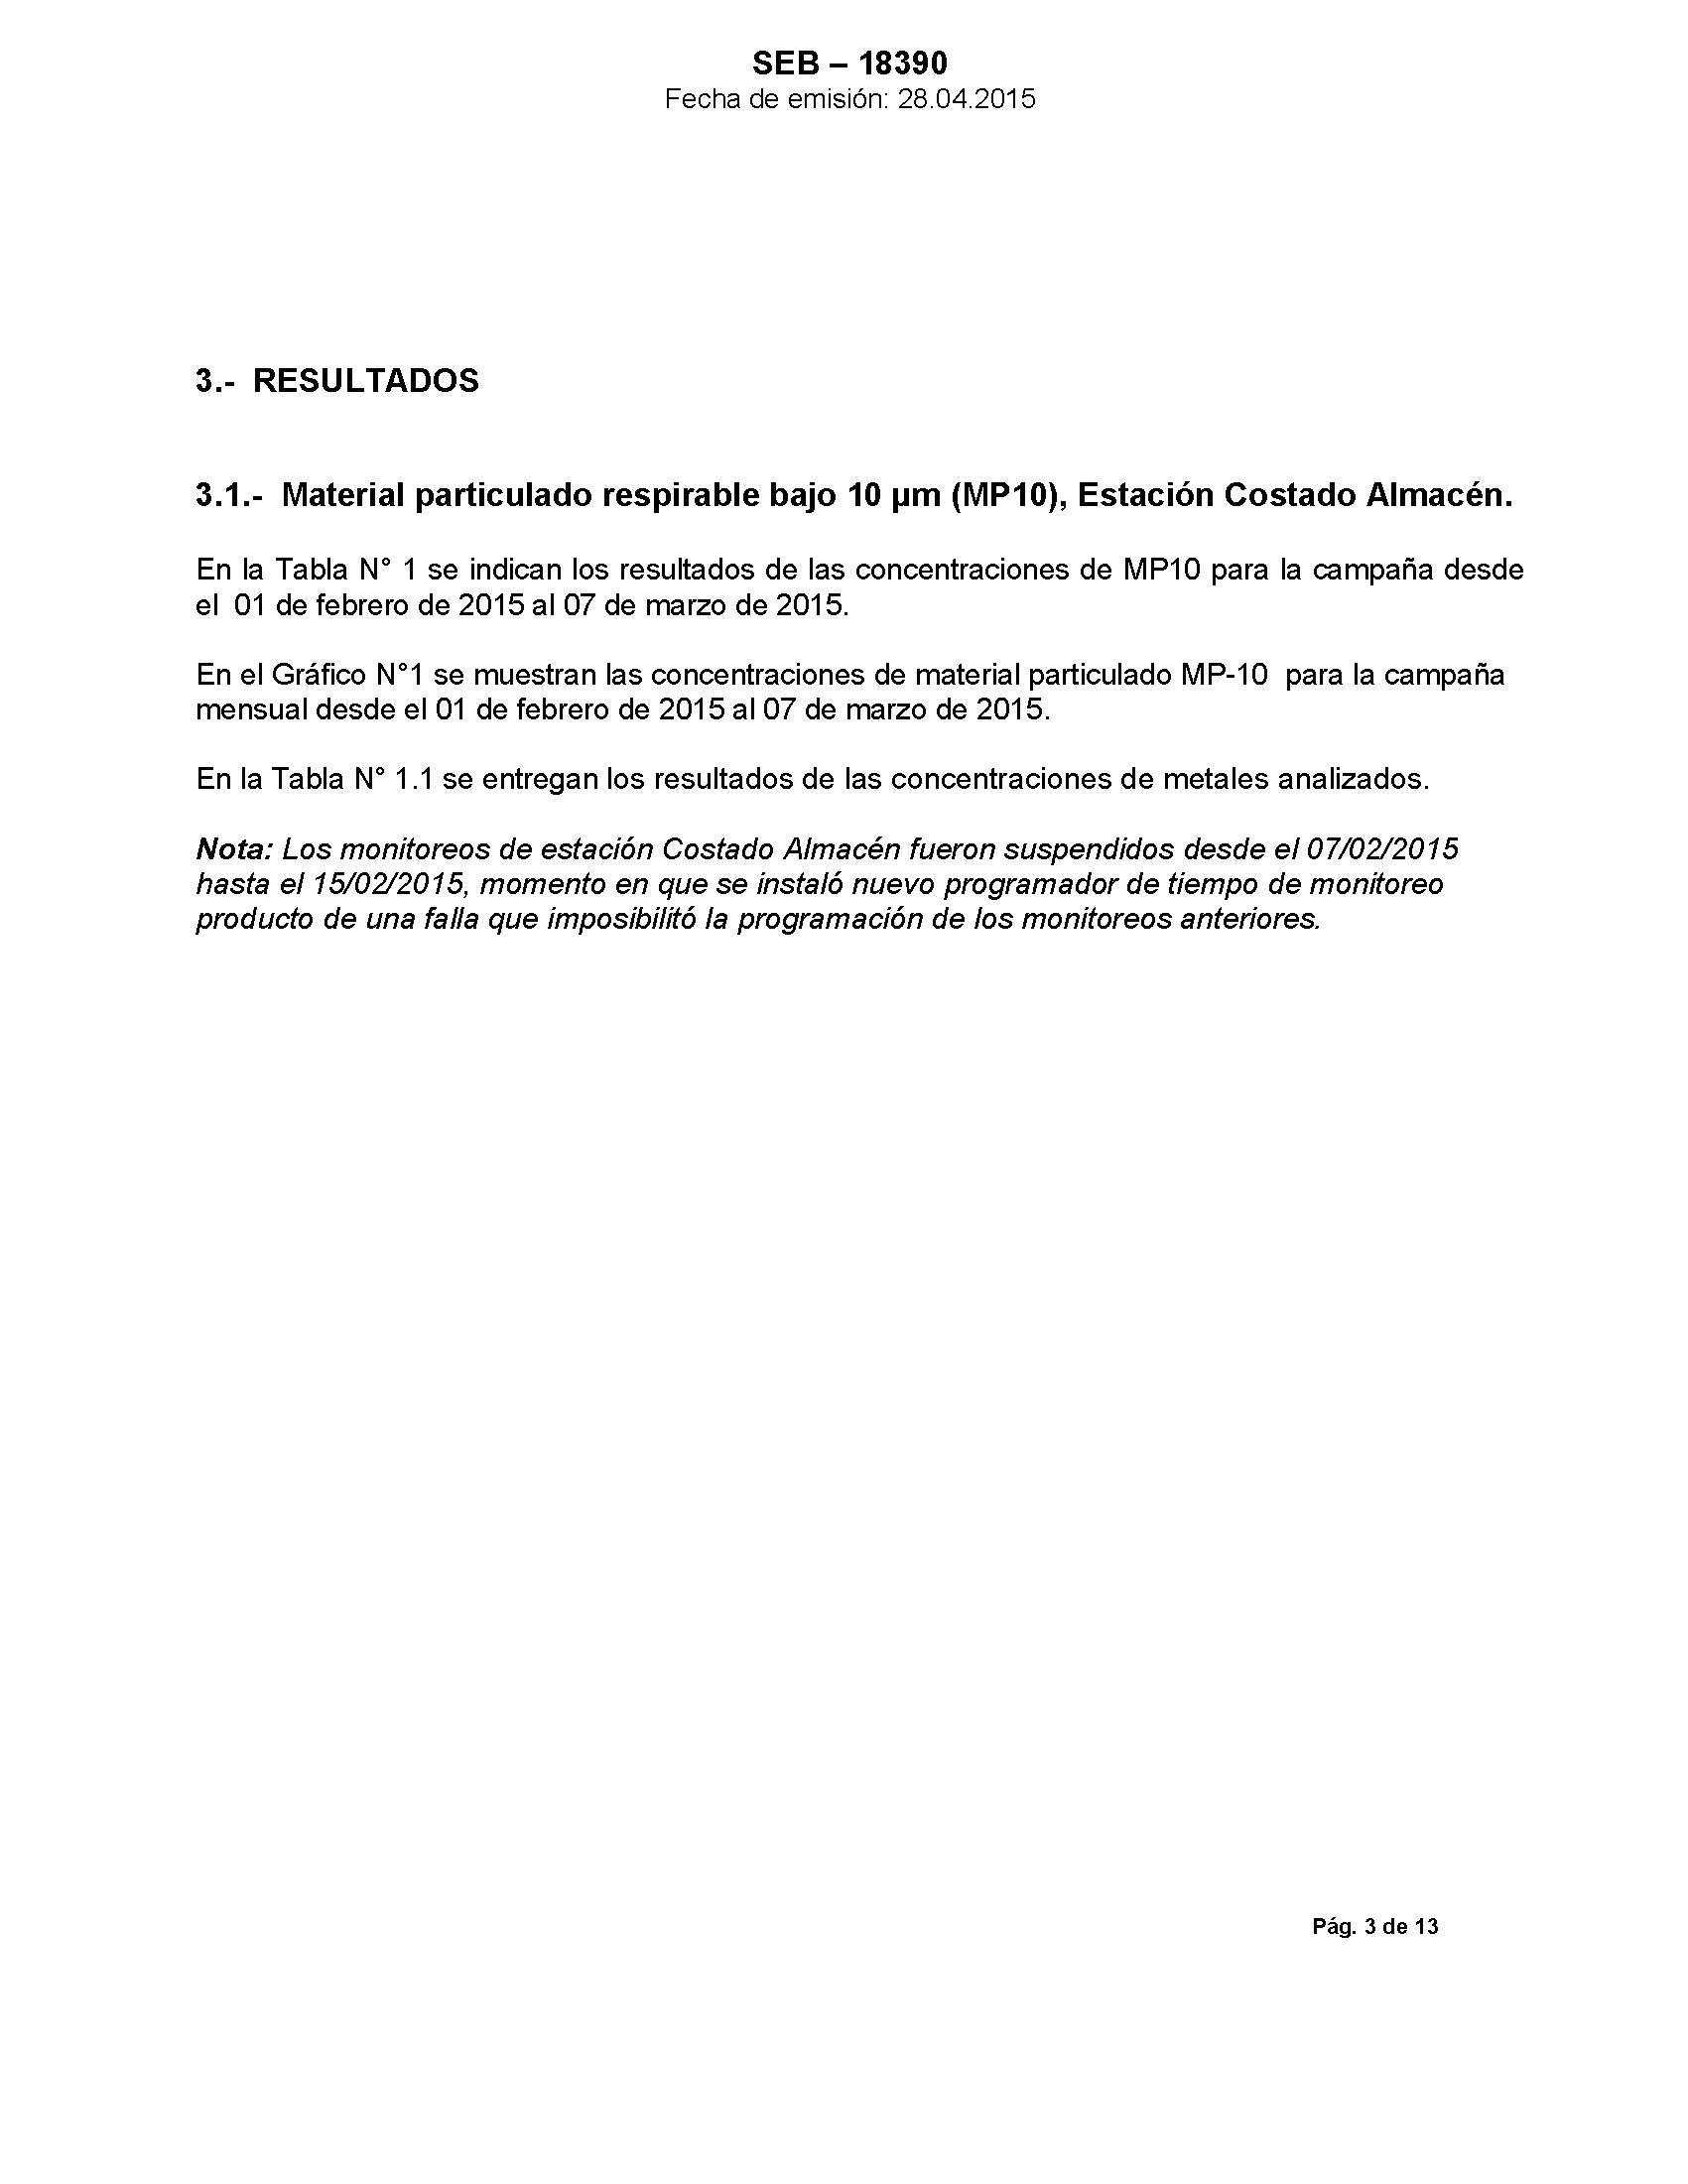 SEB – 18390
Fecha de emisión: 28.04.2015
3.- RESULTADOS
3.1.- Material particulado respirable bajo 10 µm (MP10), Estación Costado Almacén.
En la Tabla N° 1 se indican los resultados de las concentraciones de MP10 para la campaña desde
el 01 de febrero de 2015 al 07 de marzo de 2015.
En el Gráfico N°1 se muestran las concentraciones de material particulado MP-10 para la campaña
mensual desde el 01 de febrero de 2015 al 07 de marzo de 2015.
En la Tabla N° 1.1 se entregan los resultados de las concentraciones de metales analizados.
Nota: Los monitoreos de estación Costado Almacén fueron suspendidos desde el 07/02/2015
hasta el 15/02/2015, momento en que se instaló nuevo programador de tiempo de monitoreo
producto de una falla que imposibilitó la programación de los monitoreos anteriores.
Pág. 3 de 13